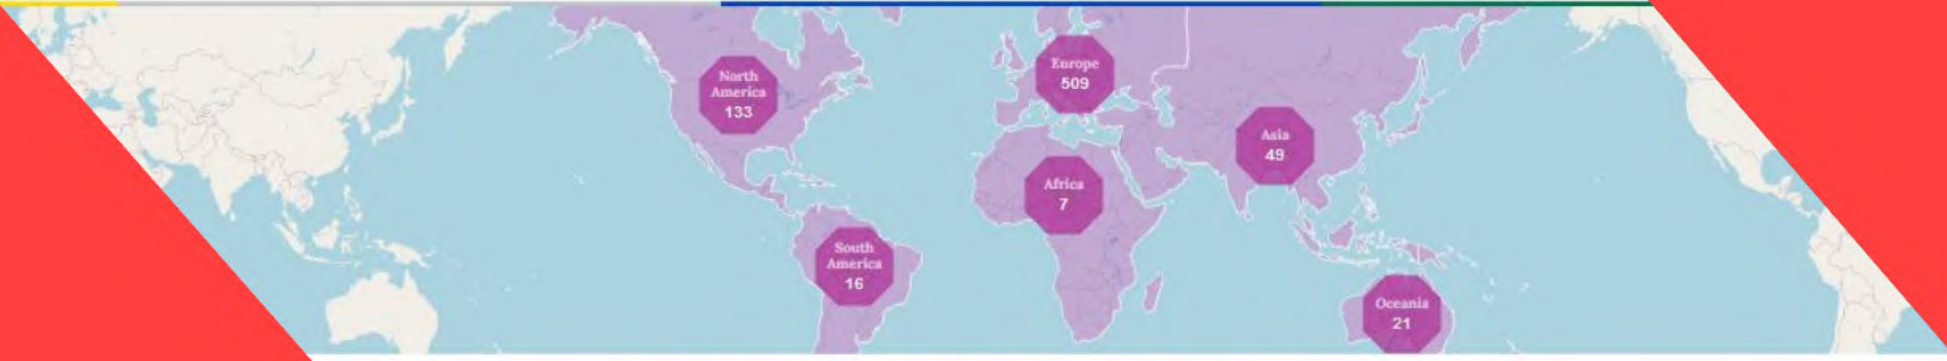 North
America
133
Europe
509
Asia
49
Africa
7
South
America
16
Oceania
21